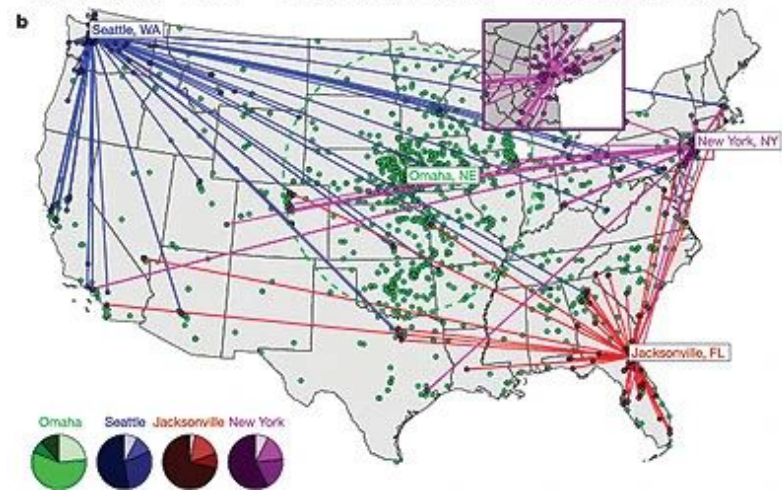 b
Seattle, WA
New York, NY
Omaha, NE
Jacksonville, FL
Omaha Seattle Jacksonville New York